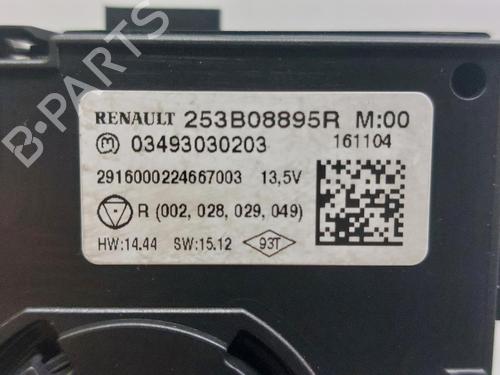 RENAULT 253B08895R M:00
M 03493030203 161104
2916000224667003 13,5V
R (002, 028, 029, 049)
HW:14.44 SW:15.12 93T
B-Parts